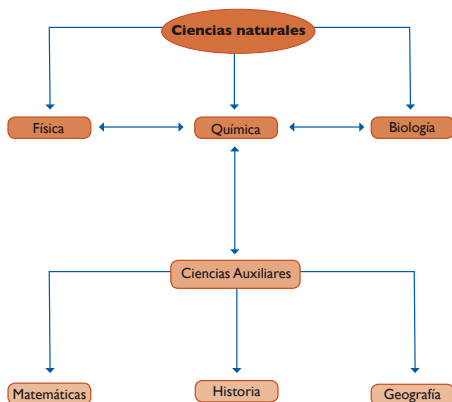 Ciencias naturales
Física
Química
Biología
Ciencias Auxiliares
Matemáticas
Historia
Geografía